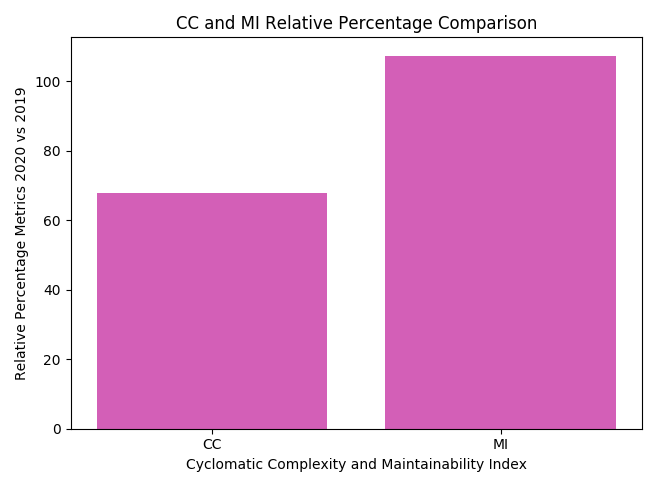 CC and MI Relative Percentage Comparison
Relative Percentage Metrics 2020 vs 2019
100
80
60
40
20
0
CC MI
Cyclomatic Complexity and Maintainability Index